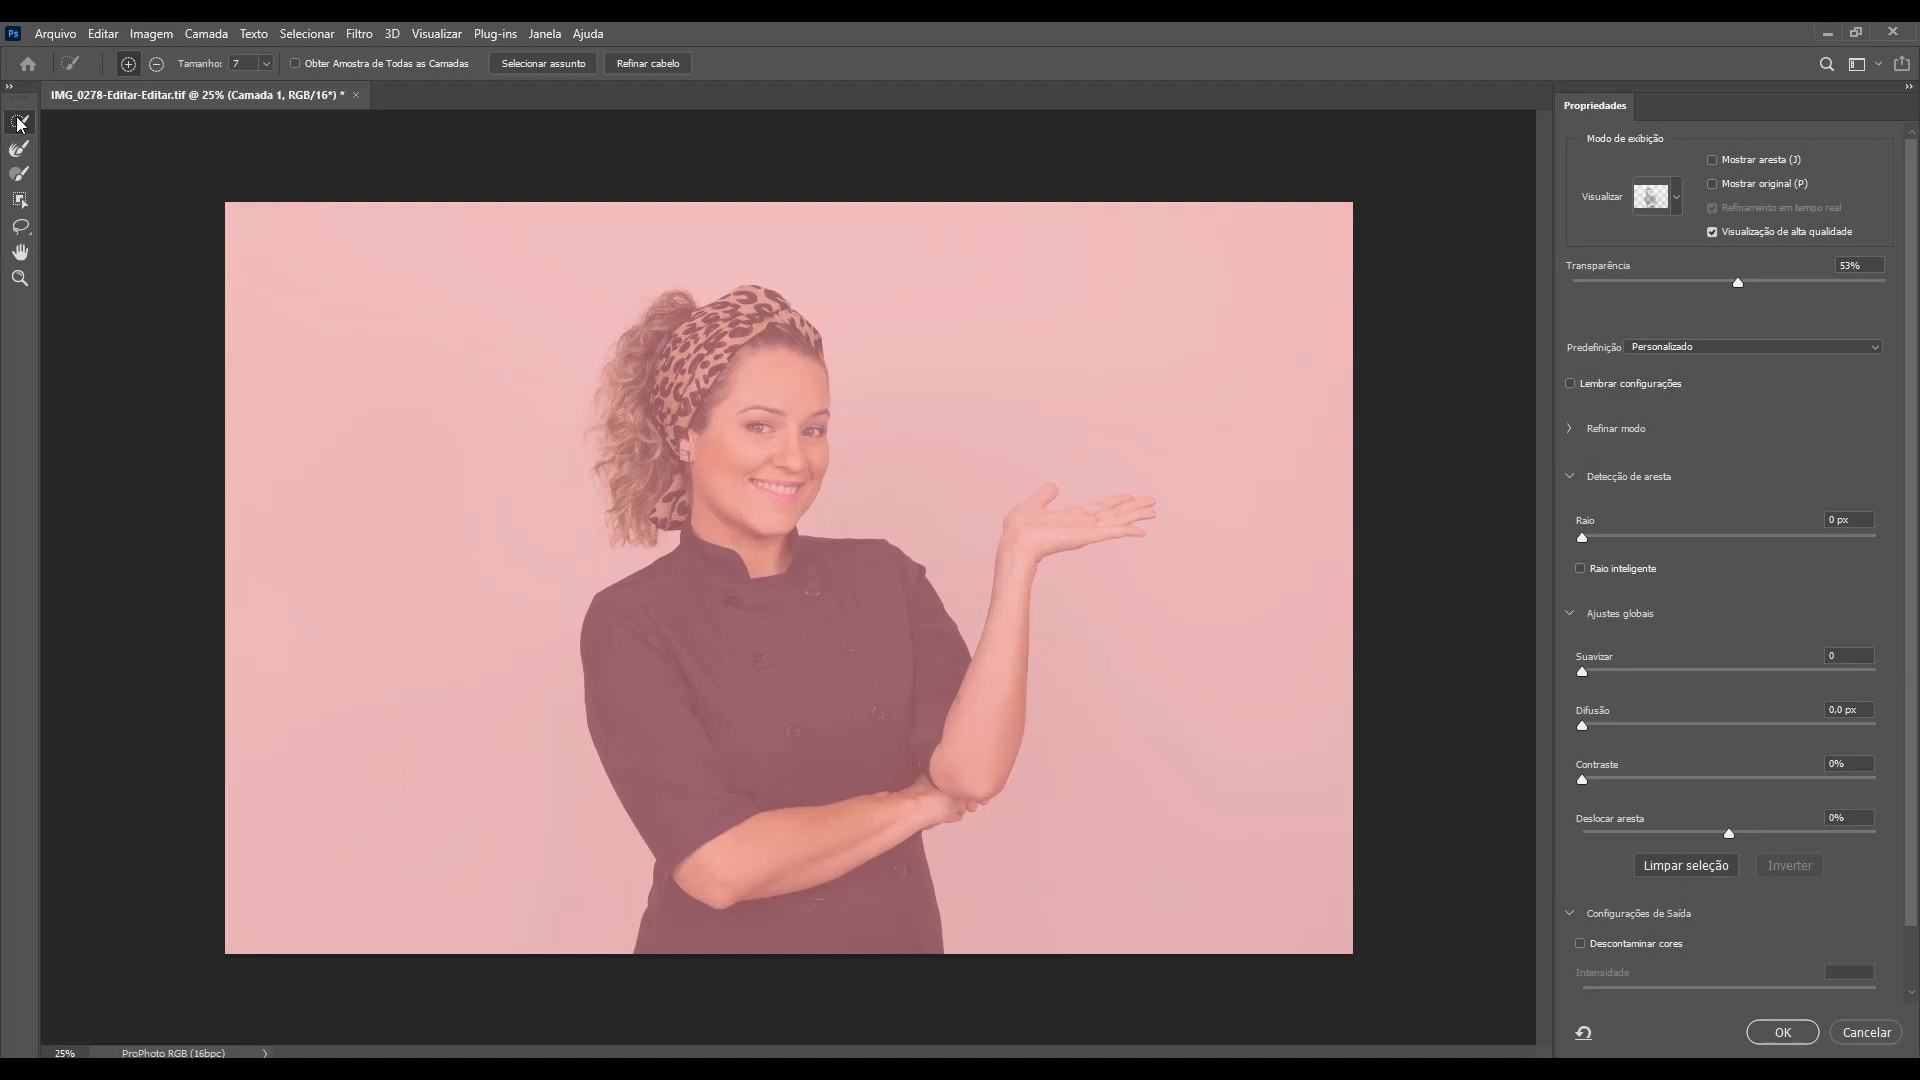 Ps Arquivo Editar Imagem Camada Texto Selecionar Filtro 3D Visualizar Plug-ins Janela Ajuda
Tamanho: 7 Obter Amostra de Todas as Camadas Selecionar assunto Refinar cabelo
IMG_0278-Editar-Editar.tif @ 25% (Camada 1, RGB/16*) *
Propriedades
Modo de exibição
Mostrar aresta (J)
Mostrar original (P)
Visualizar
Refinamento em tempo real
Visualização de alta qualidade
Transparência 53%
Predefinição Personalizado
Lembrar configurações
Refinar modo
Detecção de aresta
Raio 0 px
Raio inteligente
Ajustes globais
Suavizar 0
Difusão 0,0 px
Contraste 0%
Deslocar aresta 0%
Limpar seleção Inverter
Configurações de Saída
Descontaminar cores
Intensidade
OK Cancelar
25% ProPhoto RGB (16bpc)